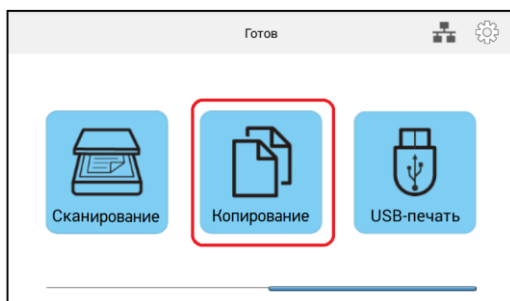 Готов
Сканирование
Копирование
USB-печать